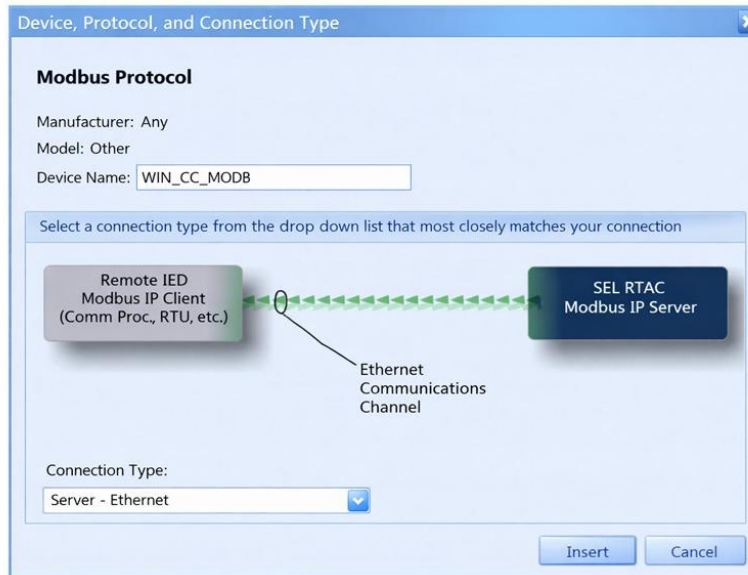 Device, Protocol, and Connection Type
Modbus Protocol
Manufacturer: Any
Model: Other
Device Name: WIN_CC_MODB
Select a connection type from the drop down list that most closely matches your connection
Remote IED
Modbus IP Client
(Comm Proc., RTU, etc.)
SEL RTAC
Modbus IP Server
Ethernet
Communications
Channel
Connection Type:
Server - Ethernet
Insert
Cancel